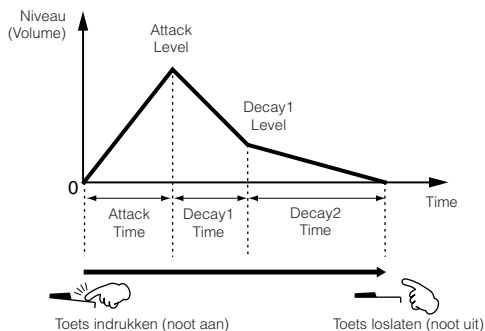 Niveau
(Volume)
Attack
Level
Decay1
Level
0
Time
Attack
Time
Decay1
Time
Decay2
Time
Toets indrukken (noot aan)
Toets loslaten (noot uit)